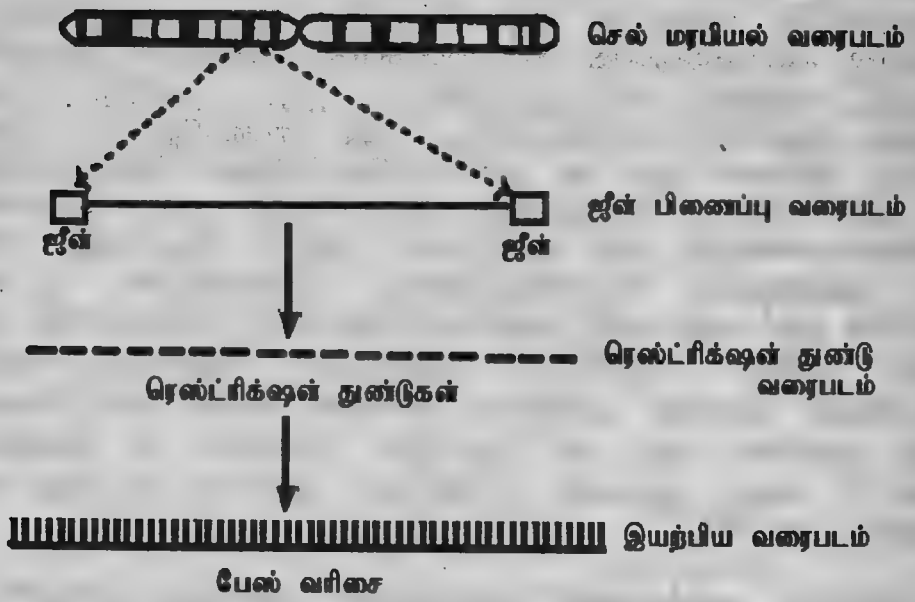 செல் மரபியல் வரைபடம்
ஜீன் பிணைப்பு வரைபடம்
ஜீன்
ஜீன்
ரெஸ்ட்ரிக்ஷன் துண்டு
வரைபடம்
ரெஸ்ட்ரிக்ஷன் துண்டுகள்
இயற்பிய வரைபடம்
பேஸ் வரிசை